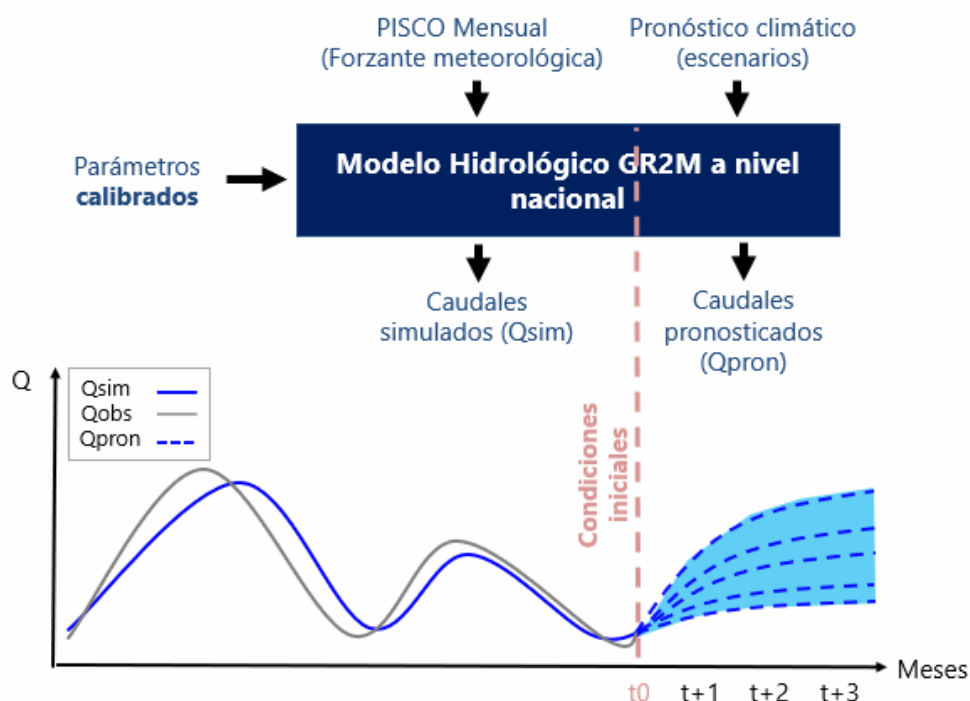 PISCO Mensual
(Forzante meteorológica)
Pronóstico climático
(escenarios)
Parámetros
calibrados
Modelo Hidrológico GR2M a nivel
nacional
Caudales
simulados (Qsim)
Caudales
pronosticados
(Qpron)
Q
Qsim
Qobs
Qpron
Condiciones
iniciales
Meses
t0
t+1
t+2
t+3